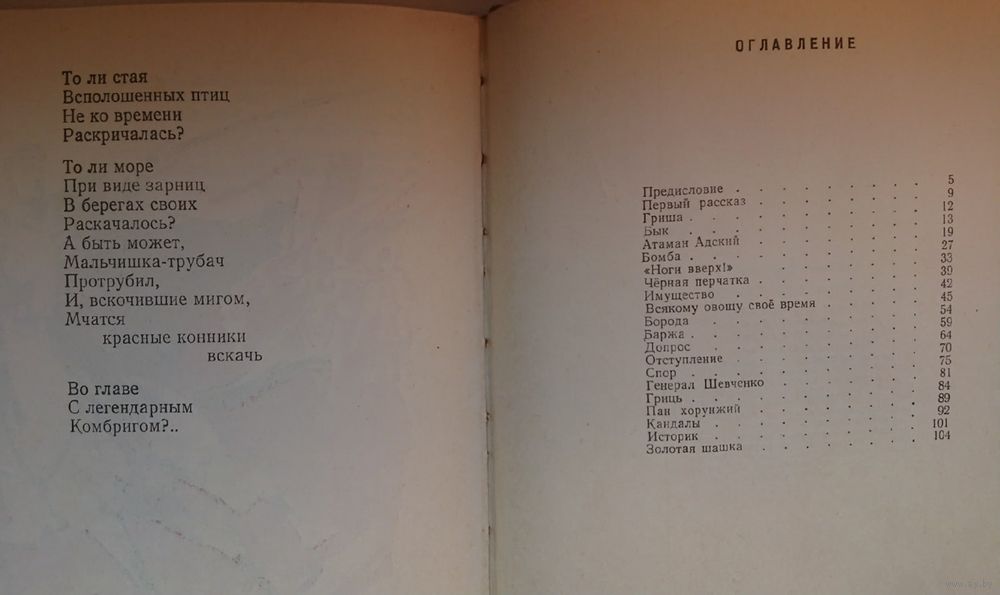 То ли стая
Всполошенных птиц
Не ко времени
Раскричалась?
То ли море
При виде зарниц
В берегах своих
Раскачалось?
А быть может,
Мальчишка-трубач
Протрубил,
И, вскочившие мигом,
Мчатся
красные конники
вскачь
Во главе
С легендарным
Комбригом?..
ОГЛАВЛЕНИЕ
Предисловие . . . . . . . . . 5
Первый рассказ . . . . . . . . 9
Гриша . . . . . . . . . . 12
Бык . . . . . . . . . . 13
Атаман Адский . . . . . . . . 19
Бомба . . . . . . . . . . 27
«Ноги вверх!» . . . . . . . . 33
Чёрная перчатка . . . . . . . . 39
Имущество . . . . . . . . . 42
Всякому овощу своё время . . . . . 45
Борода . . . . . . . . . . 54
Баржа . . . . . . . . . . 59
Допрос . . . . . . . . . . 64
Отступление . . . . . . . . . 70
Спор . . . . . . . . . . 75
Генерал Шевченко . . . . . . . 81
Гриць . . . . . . . . . . 84
Пан хорунжий . . . . . . . . 89
Кандалы . . . . . . . . . 92
Историк . . . . . . . . . 101
Золотая шашка . . . . . . . . 104
www.ay.by